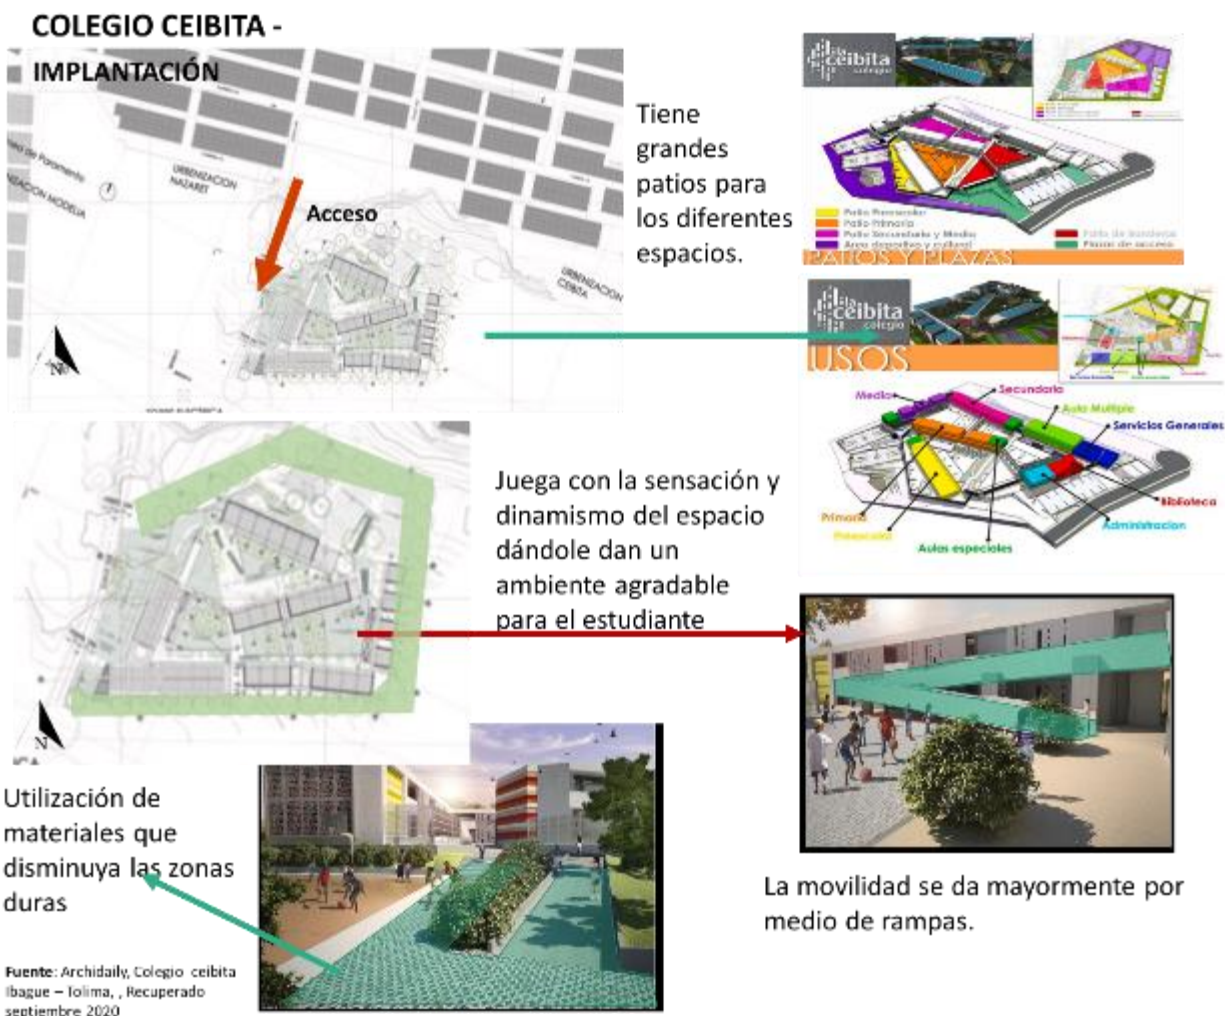 COLEGIO CEIBITA -
IMPLANTACIÓN
URBANIZACION
NAZARET
Acceso
URBANIZACION
CEIBITA
N
Tiene
grandes
patios para
los diferentes
espacios.
la
ceibita
colegio
Patio Preescolar
Patio Primaria
Patio Secundaria y Media
Area deportiva y cultural
Patio de banderas
Plazas de acceso
PATIOS Y PLAZAS
la
ceibita
colegio
USOS
Media
Secundaria
Aula Multiple
Servicios Generales
Biblioteca
Administracion
Primaria
Preescolar
Aulas especiales
Juega con la sensación y
dinamismo del espacio
dándole dan un
ambiente agradable
para el estudiante
N
Utilización de
materiales que
disminuya las zonas
duras
La movilidad se da mayormente por
medio de rampas.
Fuente: Archidaily, Colegio ceibita
Ibague – Tolima, , Recuperado
septiembre 2020